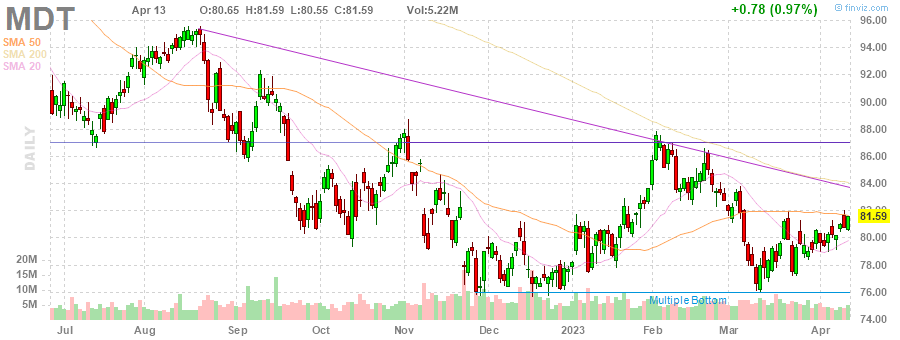 MDT Apr 13 O:80.65 H:81.59 L:80.55 C:81.59 Vol:5.22M +0.78 (0.97%) @ finviz.com
SMA 50
SMA 200
SMA 20
DAILY
96.00
94.00
92.00
90.00
88.00
86.00
84.00
81.59
80.00
78.00
76.00
74.00
20M
15M
10M
5M
Multiple Bottom
Jul Aug Sep Oct Nov Dec 2023 Feb Mar Apr